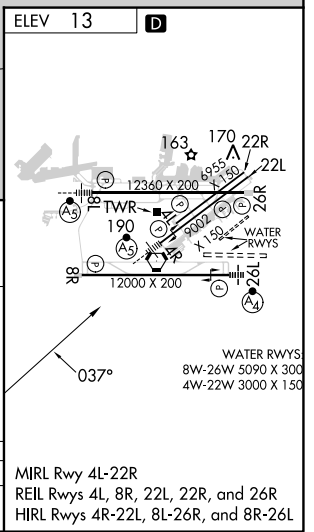 ELEV 13 D
163
170
22R
22L
6955 X 150
12360 X 200
8L
26R
A5
TWR
4L
190
9002 X 150
WATER
RWYS
A5
4R
8R
12000 X 200
26L
A4
P
P
P
P
P
P
P
WATER RWYS:
8W-26W 5090 X 300
4W-22W 3000 X 150
037°
MIRL Rwy 4L-22R
REIL Rwys 4L, 8R, 22L, 22R, and 26R
HIRL Rwys 4R-22L, 8L-26R, and 8R-26L